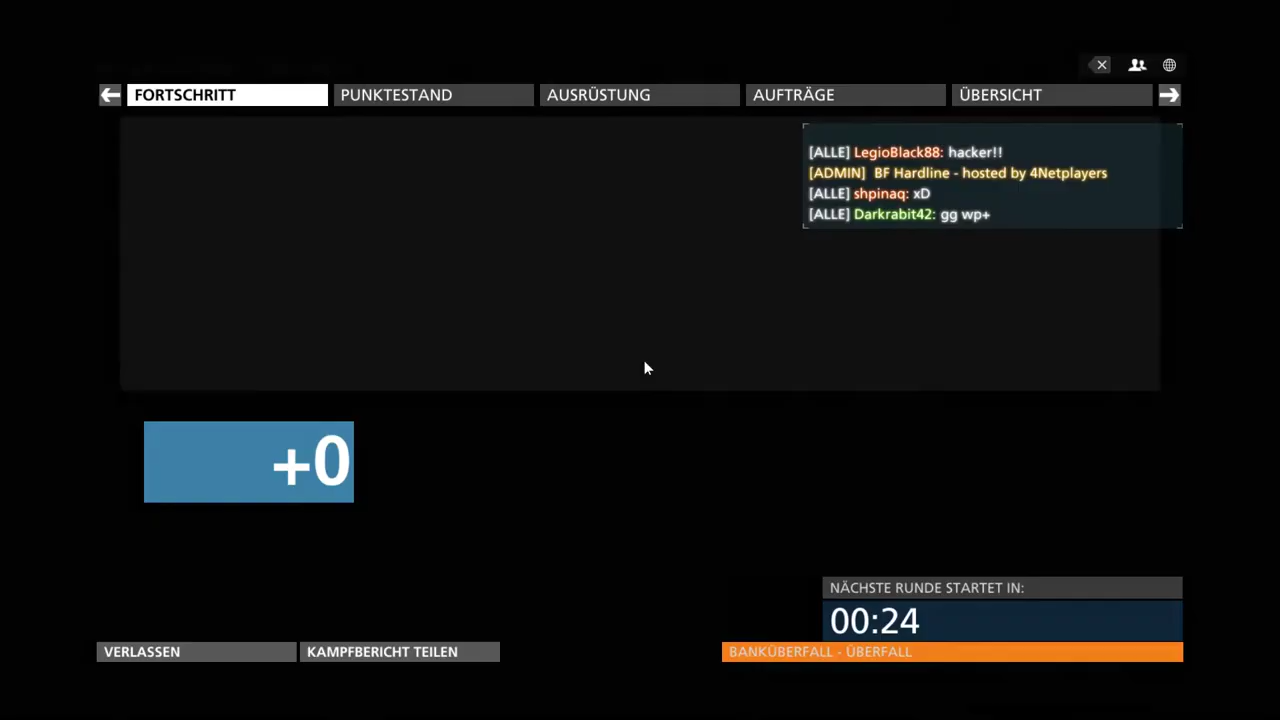 FORTSCHRITT
PUNKTESTAND
AUSRÜSTUNG
AUFTRÄGE
ÜBERSICHT
[ALLE] LegioBlack88: hacker!!
[ADMIN] BF Hardline - hosted by 4Netplayers
[ALLE] shpinaq: xD
[ALLE] Darkrabit42: gg wp+
+0
NÄCHSTE RUNDE STARTET IN:
00:24
VERLASSEN
KAMPFBERICHT TEILEN
BANKÜBERFALL - ÜBERFALL